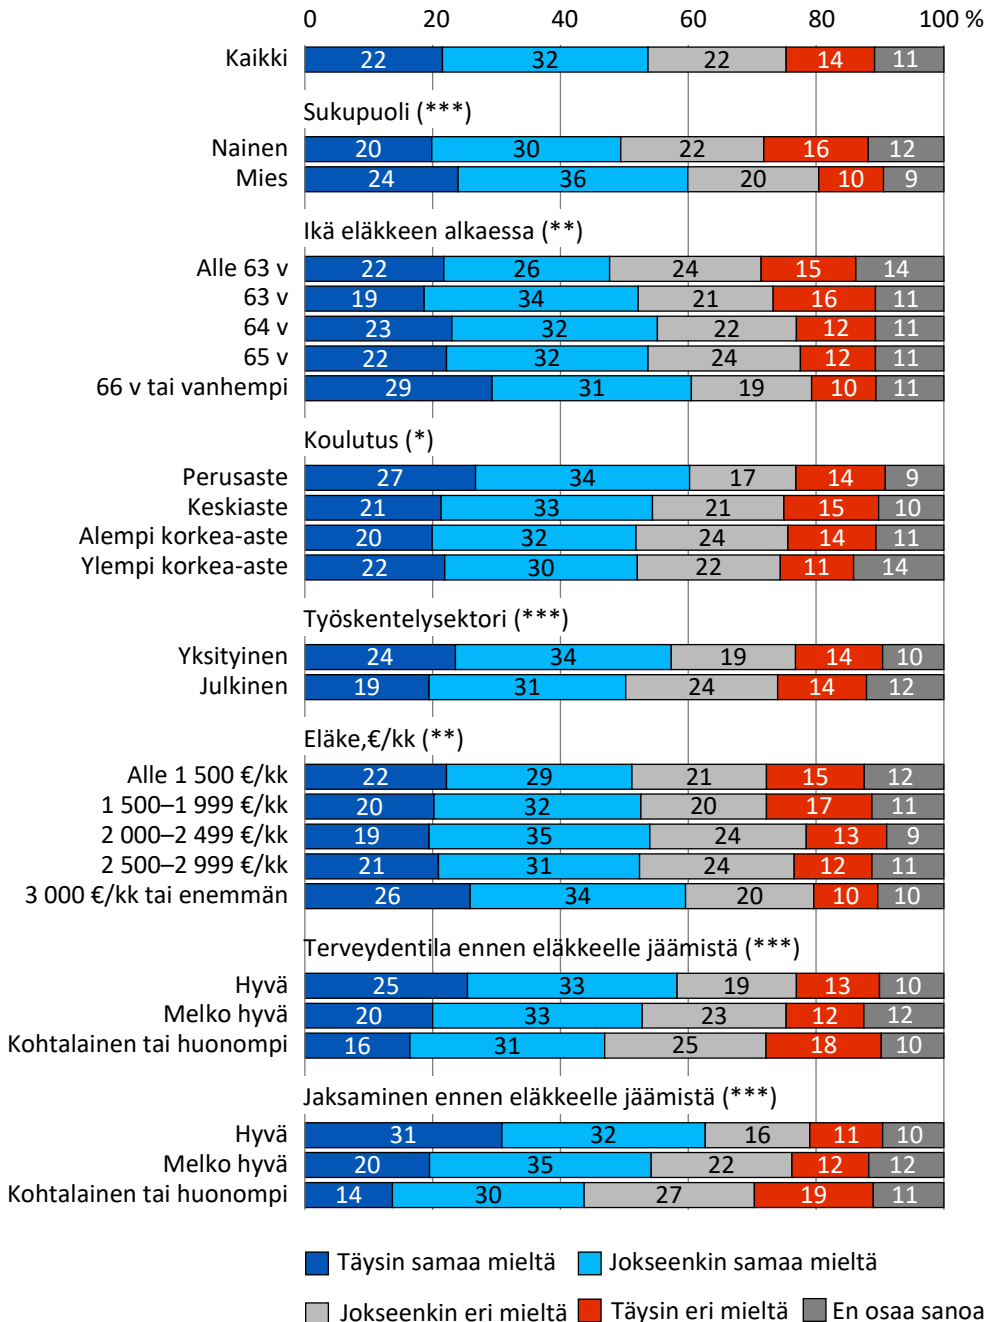 0 20 40 60 80 100 %
Kaikki 22 32 22 14 11
Sukupuoli (***)
Nainen 20 30 22 16 12
Mies 24 36 20 10 9
Ikä eläkkeen alkaessa (**)
Alle 63 v 22 26 24 15 14
63 v 19 34 21 16 11
64 v 23 32 22 12 11
65 v 22 32 24 12 11
66 v tai vanhempi 29 31 19 10 11
Koulutus (*)
Perusaste 27 34 17 14 9
Keskiaste 21 33 21 15 10
Alempi korkea-aste 20 32 24 14 11
Ylempi korkea-aste 22 30 22 11 14
Työskentelysektori (***)
Yksityinen 24 34 19 14 10
Julkinen 19 31 24 14 12
Eläke,€/kk (**)
Alle 1 500 €/kk 22 29 21 15 12
1 500–1 999 €/kk 20 32 20 17 11
2 000–2 499 €/kk 19 35 24 13 9
2 500–2 999 €/kk 21 31 24 12 11
3 000 €/kk tai enemmän 26 34 20 10 10
Terveydentila ennen eläkkeelle jäämistä (***)
Hyvä 25 33 19 13 10
Melko hyvä 20 33 23 12 12
Kohtalainen tai huonompi 16 31 25 18 10
Jaksaminen ennen eläkkeelle jäämistä (***)
Hyvä 31 32 16 11 10
Melko hyvä 20 35 22 12 12
Kohtalainen tai huonompi 14 30 27 19 11
Täysin samaa mieltä Jokseenkin samaa mieltä
Jokseenkin eri mieltä Täysin eri mieltä En osaa sanoa